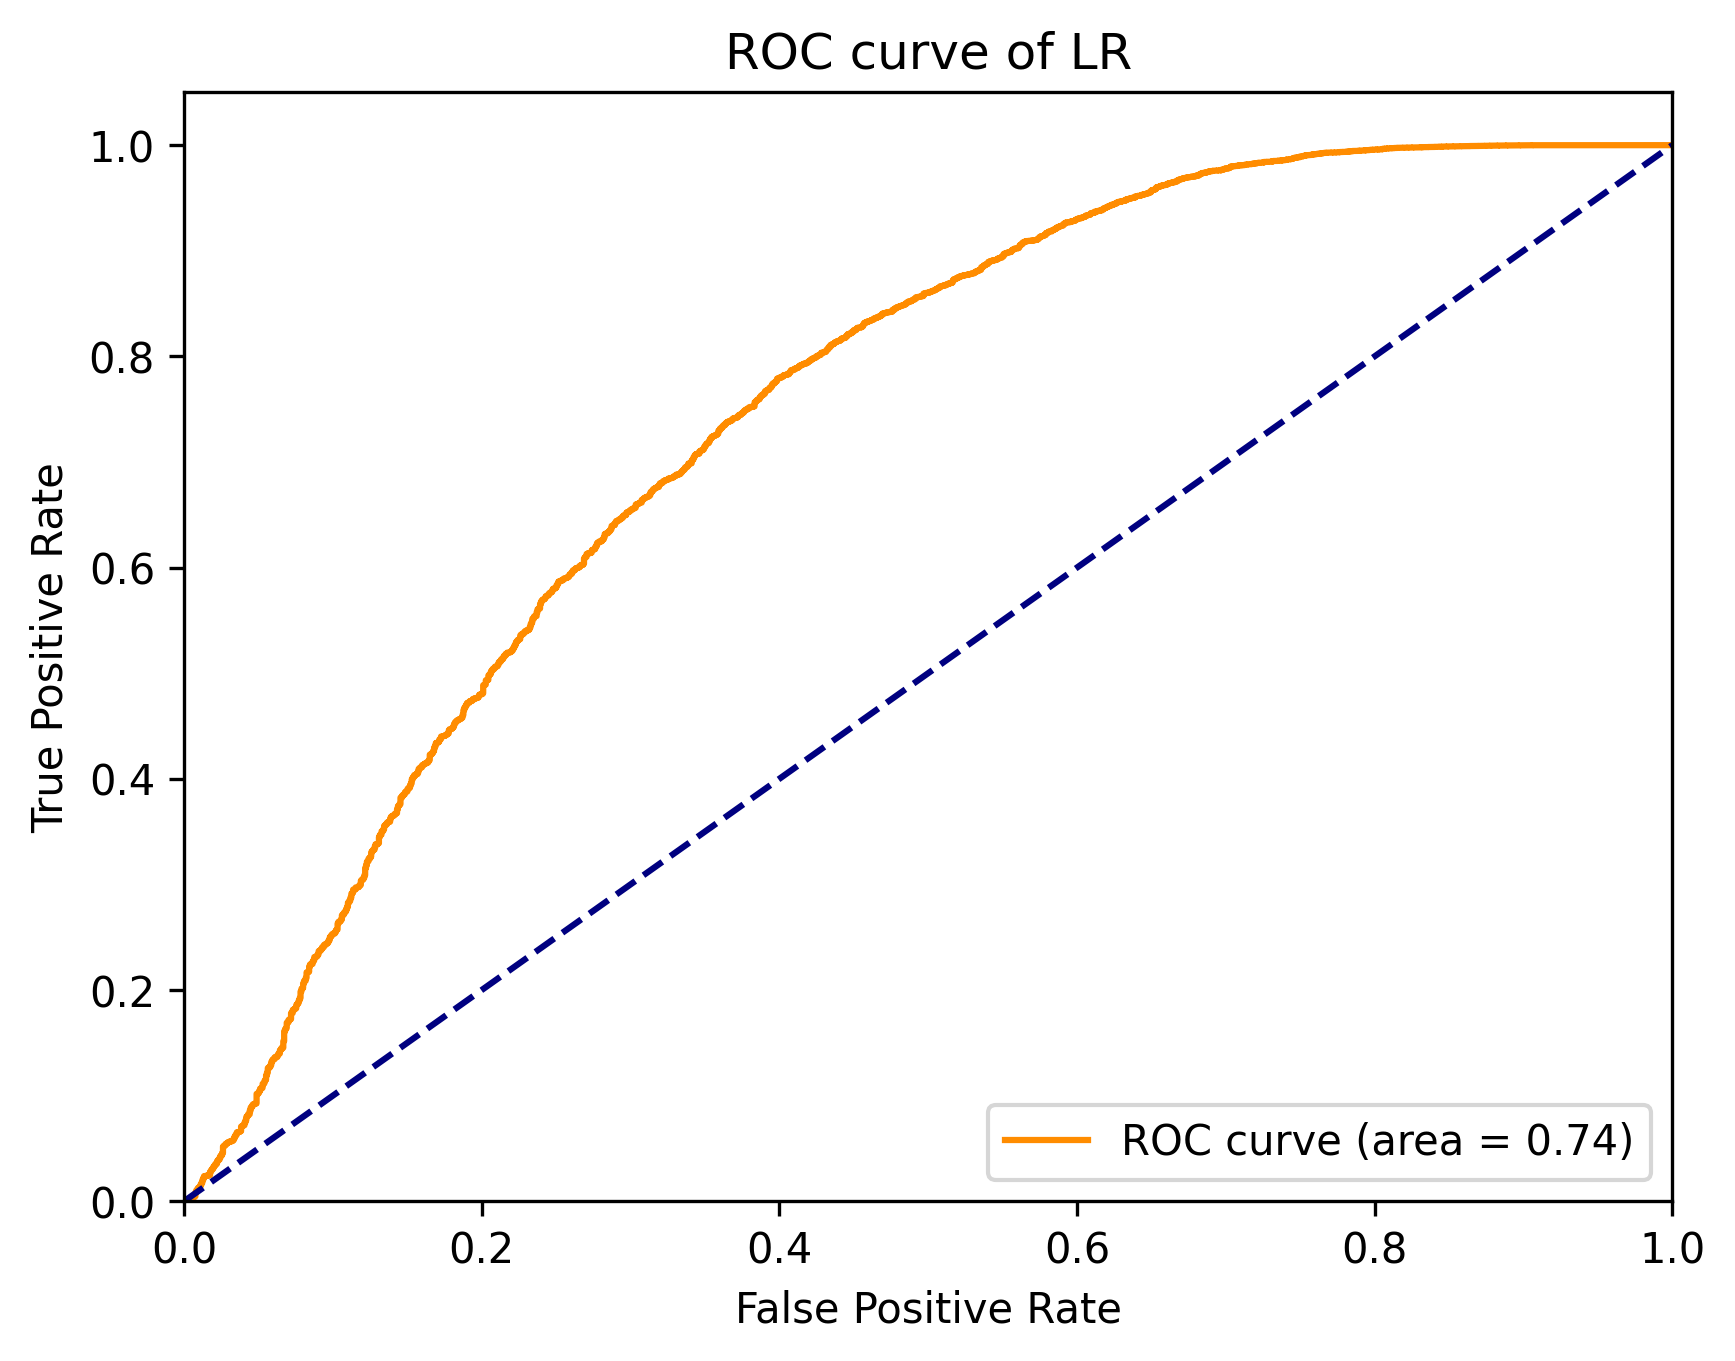 ROC curve of LR
1.0
0.8
0.6
0.4
0.2
0.0
True Positive Rate
ROC curve (area = 0.74)
0.0 0.2 0.4 0.6 0.8 1.0
False Positive Rate